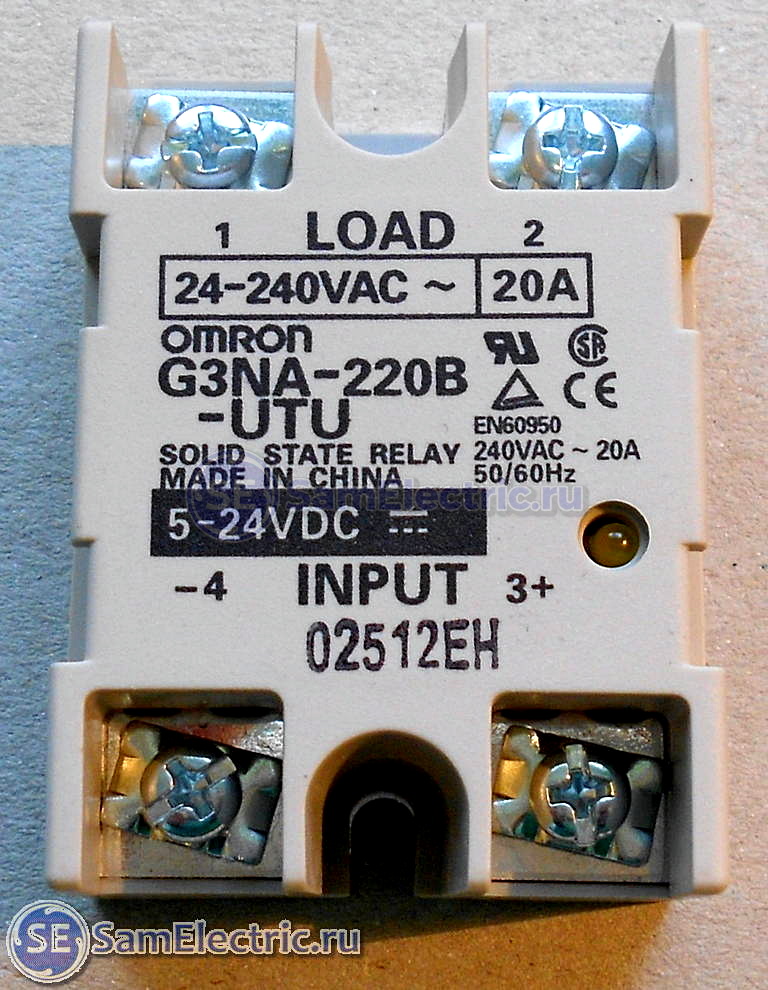 1 LOAD 2
24-240VAC ~ 20A
OMRON
G3NA-220B
-UTU
SOLID STATE RELAY
MADE IN CHINA
EN60950
240VAC ~ 20A
50/60Hz
SE SamElectric.ru
5-24VDC
-4 INPUT 3+
02512EH
SE SamElectric.ru